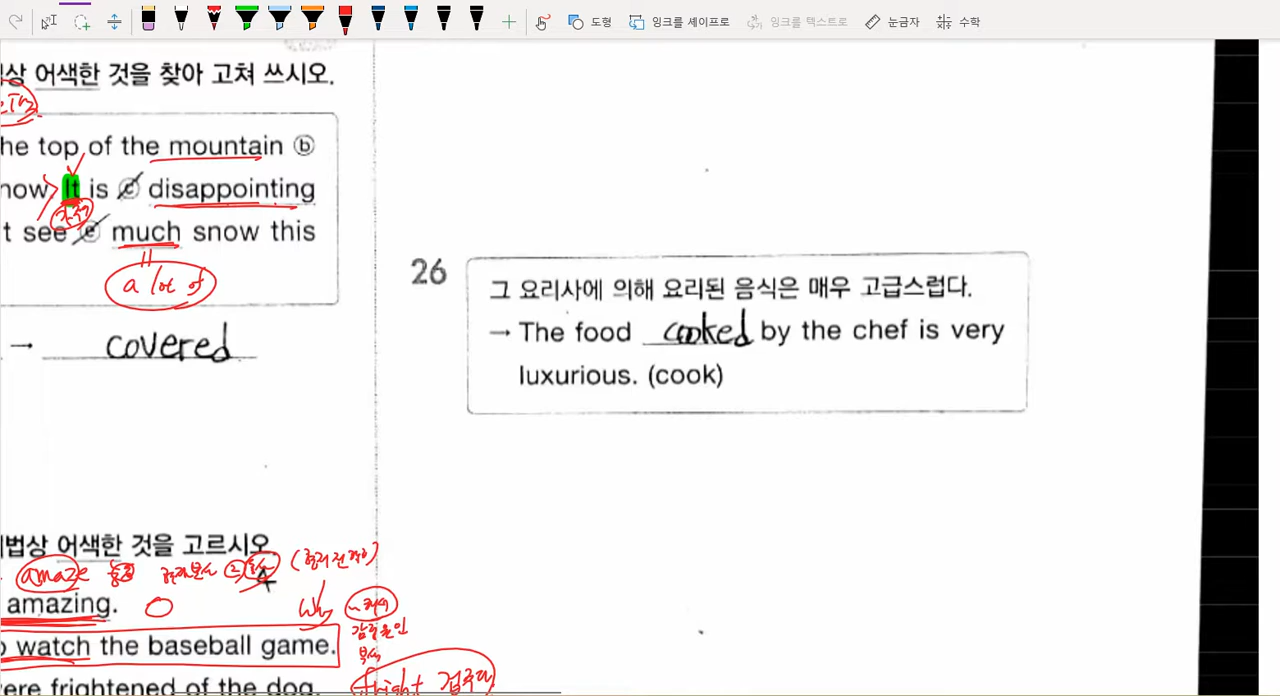 도형
잉크를 셰이프로
잉크를 텍스트로
눈금자
수학
상 어색한 것을 찾아 고쳐 쓰시오.
he top of the mountain ⓑ
now. It is ⓒ disappointing
t see ⓔ much snow this
a lot of
→ covered
법상 어색한 것을 고르시오
amaze
amazing.
o watch the baseball game.
ere frightened of the dog.
fright 겁주다
26
그 요리사에 의해 요리된 음식은 매우 고급스럽다.
→ The food cooked by the chef is very
luxurious. (cook)